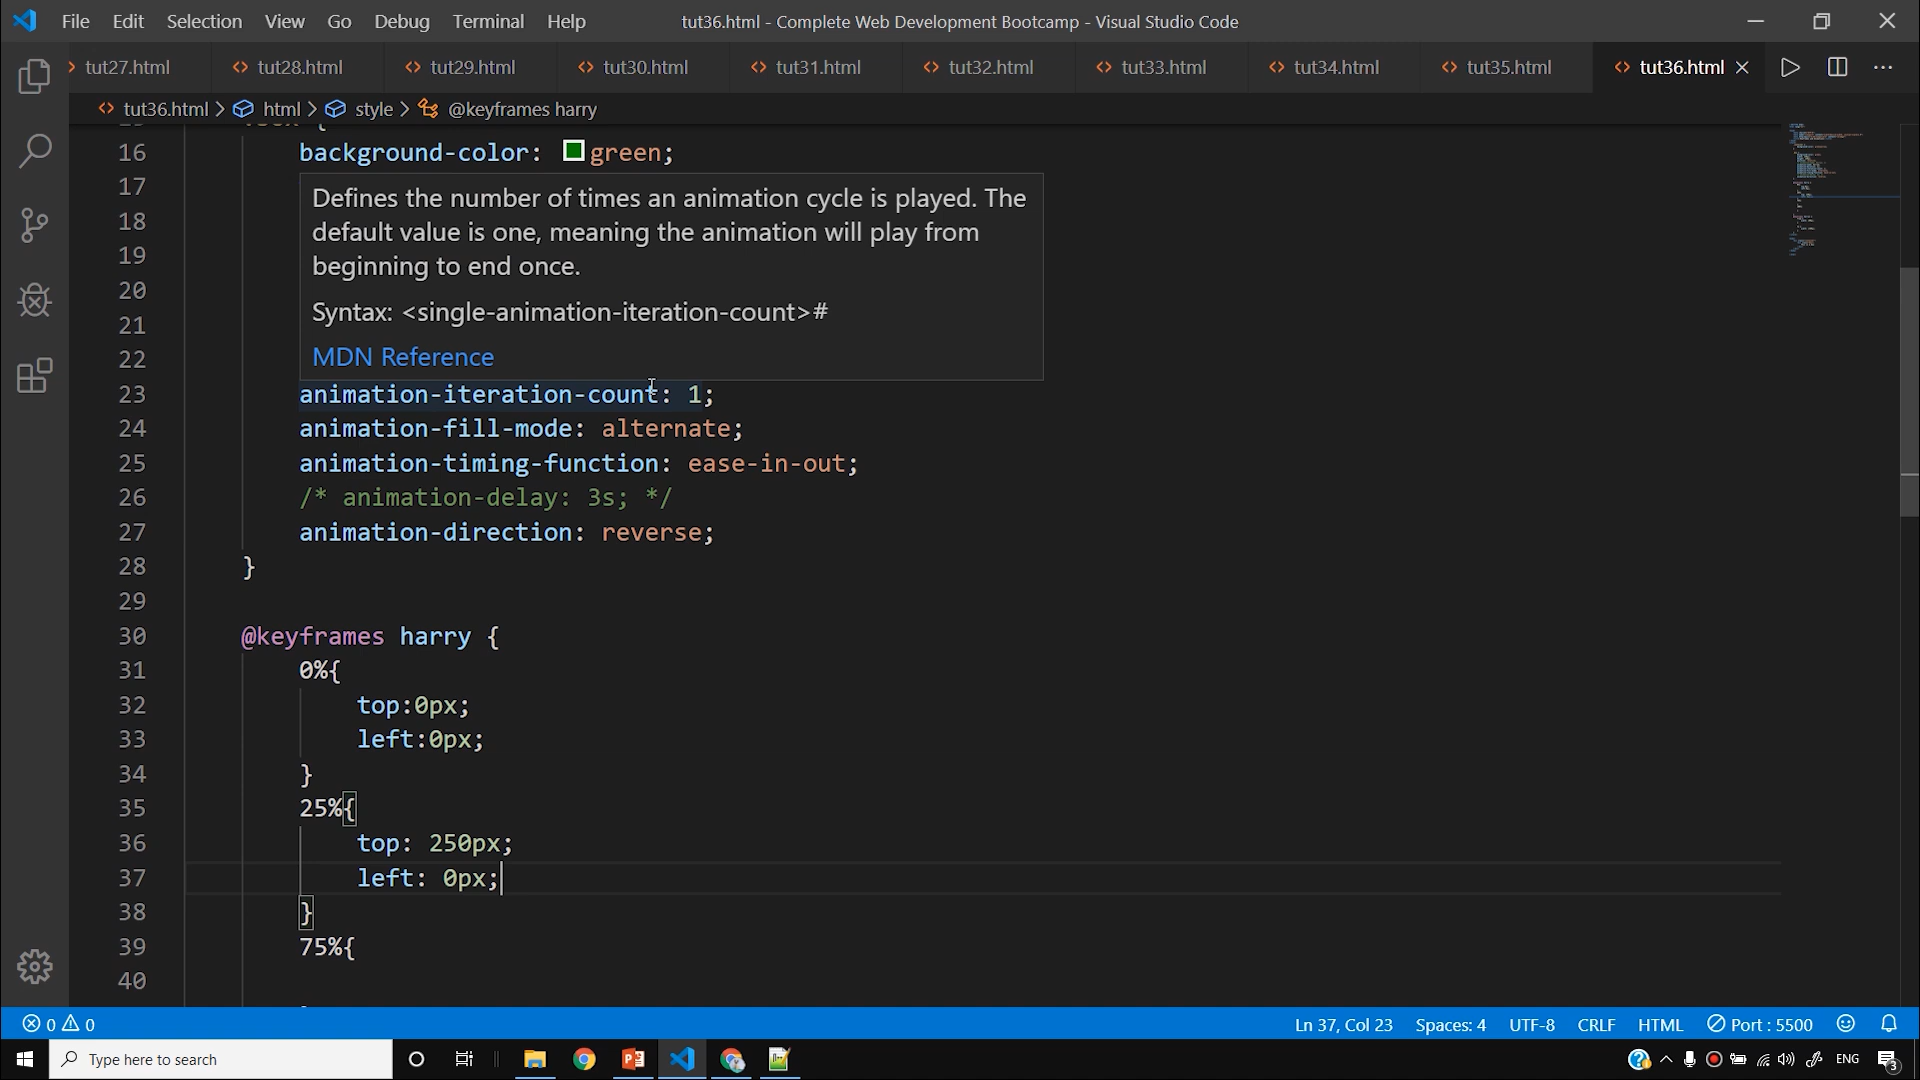 File Edit Selection View Go Debug Terminal Help
tut36.html - Complete Web Development Bootcamp - Visual Studio Code
tut27.html tut28.html tut29.html tut30.html tut31.html tut32.html tut33.html tut34.html tut35.html tut36.html
tut36.html > html > style > @keyframes harry
16 background-color: green;
17
Defines the number of times an animation cycle is played. The
18
default value is one, meaning the animation will play from
19
beginning to end once.
20
21
Syntax: <single-animation-iteration-count>#
22
MDN Reference
23 animation-iteration-count: 1;
24 animation-fill-mode: alternate;
25 animation-timing-function: ease-in-out;
26 /* animation-delay: 3s; */
27 animation-direction: reverse;
28 }
29
30 @keyframes harry {
31 0%{
32 top:0px;
33 left:0px;
34 }
35 25%{
36 top: 250px;
37 left: 0px;
38 }
39 75%{
40
0 0 Ln 37, Col 23 Spaces: 4 UTF-8 CRLF HTML Port : 5500
Type here to search
ENG
3